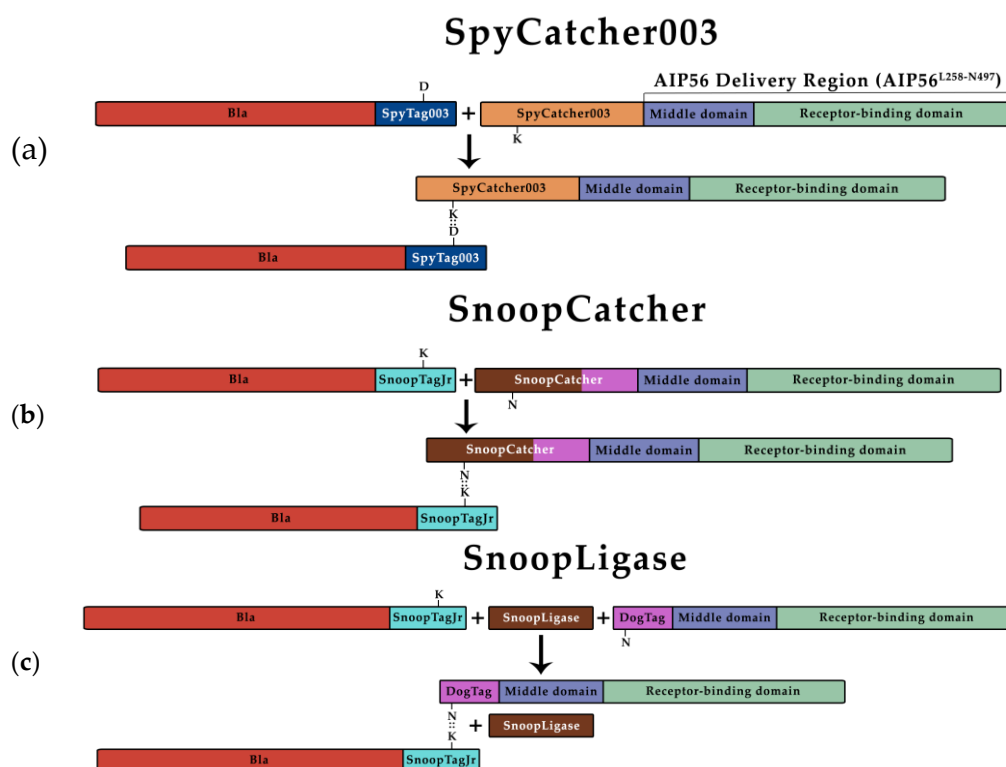 SpyCatcher003
AIP56 Delivery Region (AIP56^L258-N497)
D
Bla SpyTag003 + SpyCatcher003 Middle domain Receptor-binding domain
K
(a)
SpyCatcher003 Middle domain Receptor-binding domain
K
D
Bla SpyTag003
SnoopCatcher
K
Bla SnoopTagJr + SnoopCatcher Middle domain Receptor-binding domain
N
(b)
SnoopCatcher Middle domain Receptor-binding domain
N
K
Bla SnoopTagJr
SnoopLigase
K
Bla SnoopTagJr + SnoopLigase + DogTag Middle domain Receptor-binding domain
N
(c)
DogTag Middle domain Receptor-binding domain
N
+ SnoopLigase
K
Bla SnoopTagJr